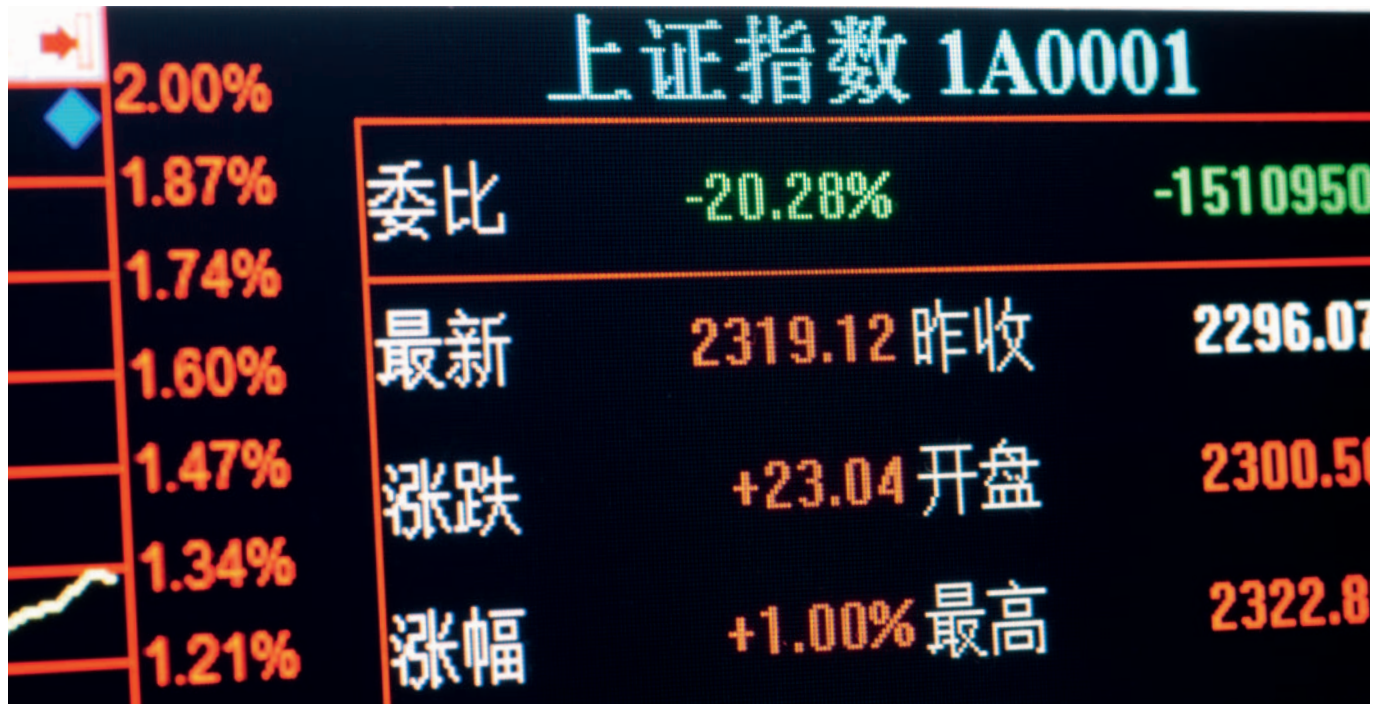 上证指数 1A0001
2.00%
1.87%
1.74%
1.60%
1.47%
1.34%
1.21%
委比 -20.28% -1510950
最新 2319.12 昨收 2296.07
涨跌 +23.04 开盘 2300.50
涨幅 +1.00% 最高 2322.8